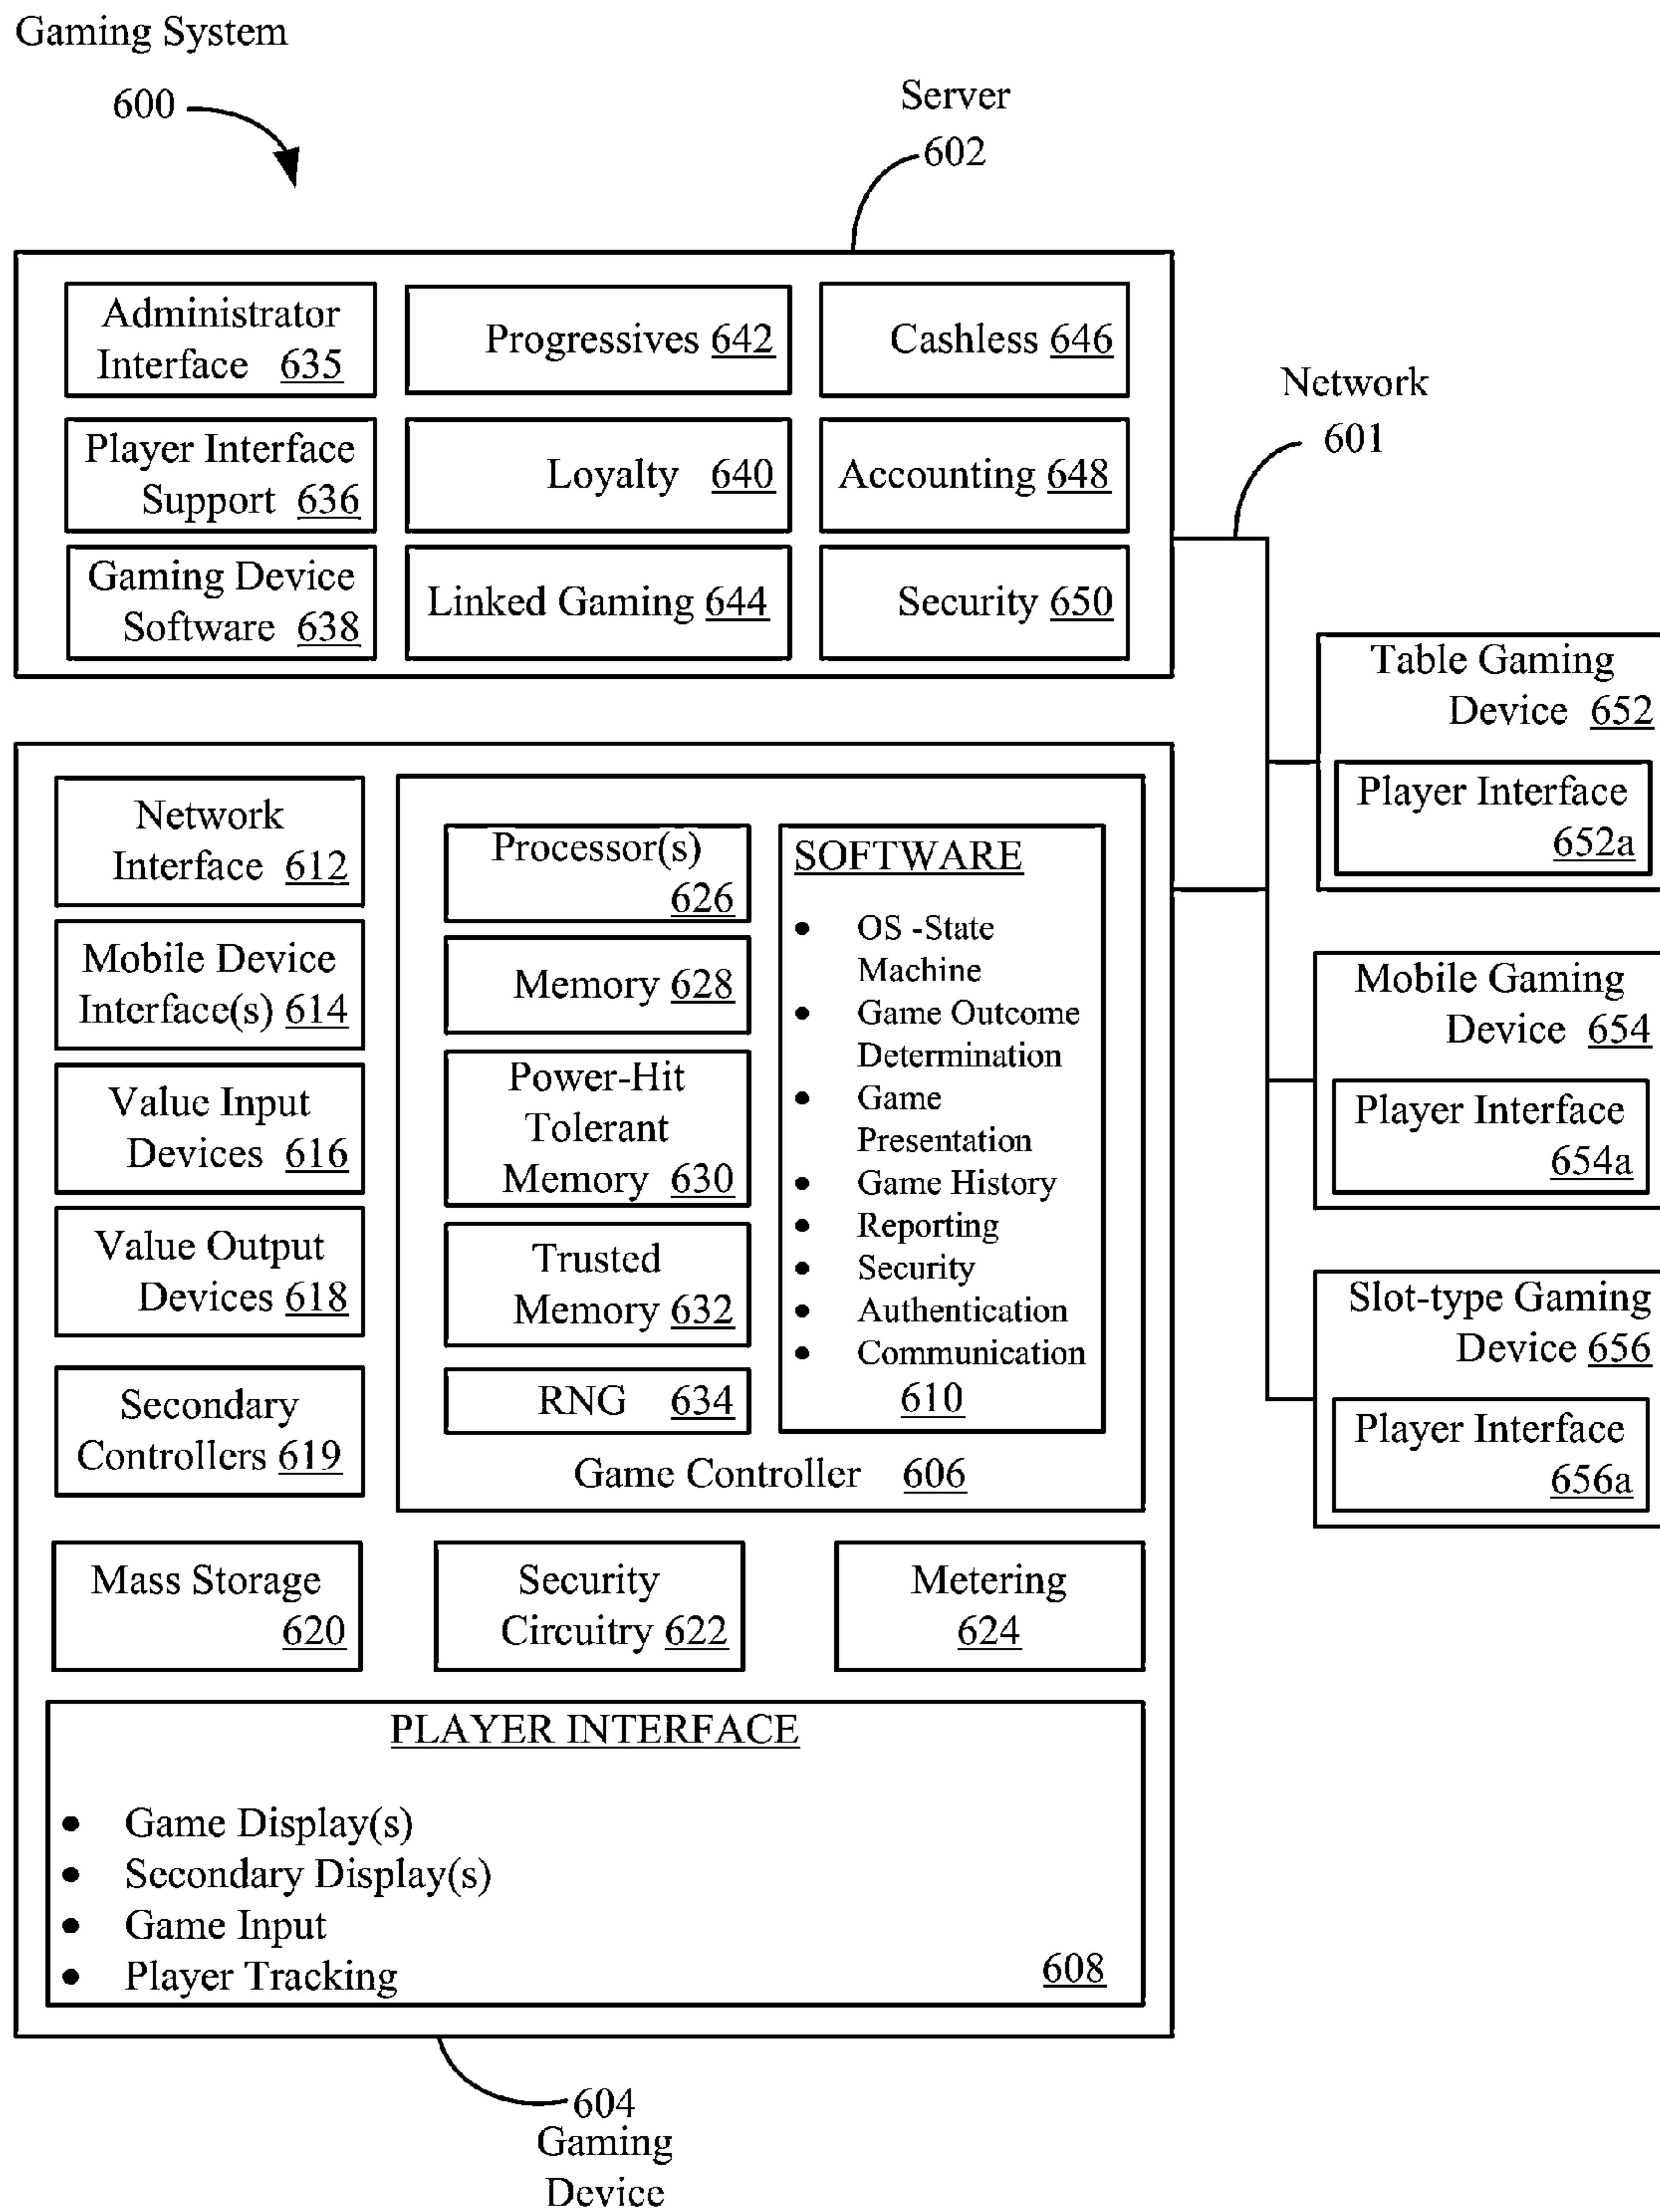 Gaming System
600
Server
602
Administrator
Interface 635
Progressives 642
Cashless 646
Player Interface
Support 636
Loyalty 640
Accounting 648
Gaming Device
Software 638
Linked Gaming 644
Security 650
Network
601
Table Gaming
Device 652
Player Interface
652a
Mobile Gaming
Device 654
Player Interface
654a
Slot-type Gaming
Device 656
Player Interface
656a
Network
Interface 612
Mobile Device
Interface(s) 614
Value Input
Devices 616
Value Output
Devices 618
Secondary
Controllers 619
Processor(s)
626
Memory 628
Power-Hit
Tolerant
Memory 630
Trusted
Memory 632
RNG 634
SOFTWARE
• OS -State
Machine
• Game Outcome
Determination
• Game
Presentation
• Game History
• Reporting
• Security
• Authentication
• Communication
610
Game Controller 606
Mass Storage
620
Security
Circuitry 622
Metering
624
PLAYER INTERFACE
• Game Display(s)
• Secondary Display(s)
• Game Input
• Player Tracking
608
604
Gaming
Device